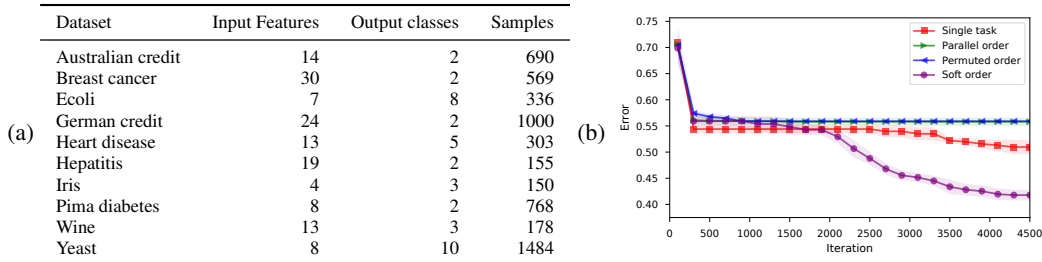 (a)
Dataset Input Features Output classes Samples
Australian credit 14 2 690
Breast cancer 30 2 569
Ecoli 7 8 336
German credit 24 2 1000
Heart disease 13 5 303
Hepatitis 19 2 155
Iris 4 3 150
Pima diabetes 8 2 768
Wine 13 3 178
Yeast 8 10 1484
(b)
Error
0.75
0.70
0.65
0.60
0.55
0.50
0.45
0.40
Single task
Parallel order
Permuted order
Soft order
0 500 1000 1500 2000 2500 3000 3500 4000 4500
Iteration